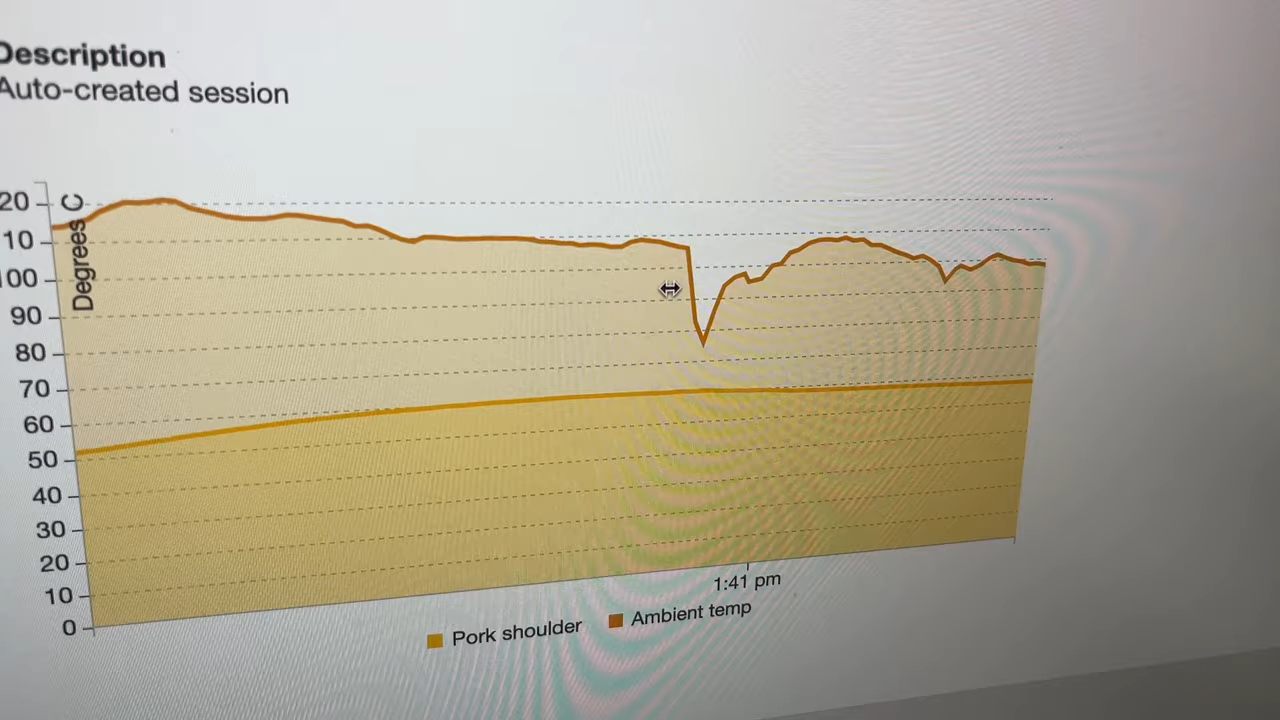 Description
Auto-created session
20
Degrees C
10
100
90
80
70
60
50
40
30
20
10
0
1:41 pm
Pork shoulder
Ambient temp